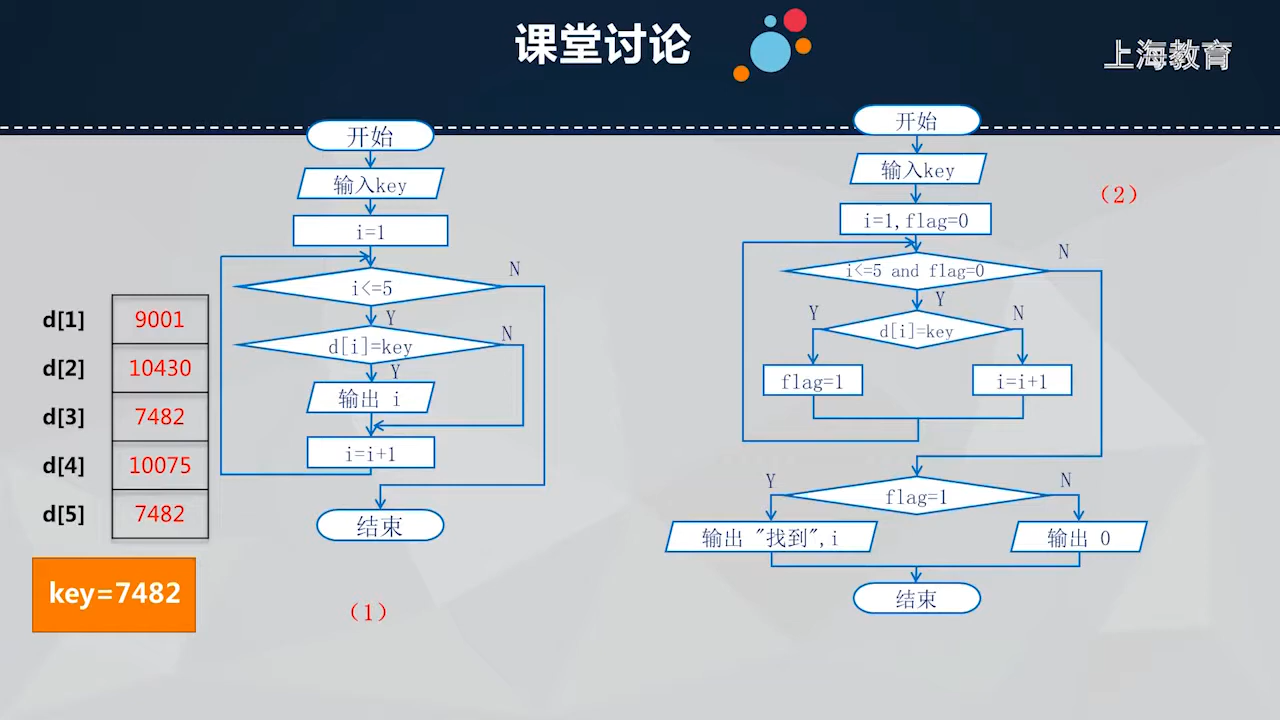 课堂讨论
上海教育
d[1] 9001
d[2] 10430
d[3] 7482
d[4] 10075
d[5] 7482
key=7482
开始
输入key
i=1
i<=5
N
Y
d[i]=key
N
Y
输出 i
i=i+1
结束
（1）
开始
输入key
（2）
i=1,flag=0
i<=5 and flag=0
N
Y
Y
d[i]=key
N
flag=1
i=i+1
Y
flag=1
N
输出 "找到",i
输出 0
结束